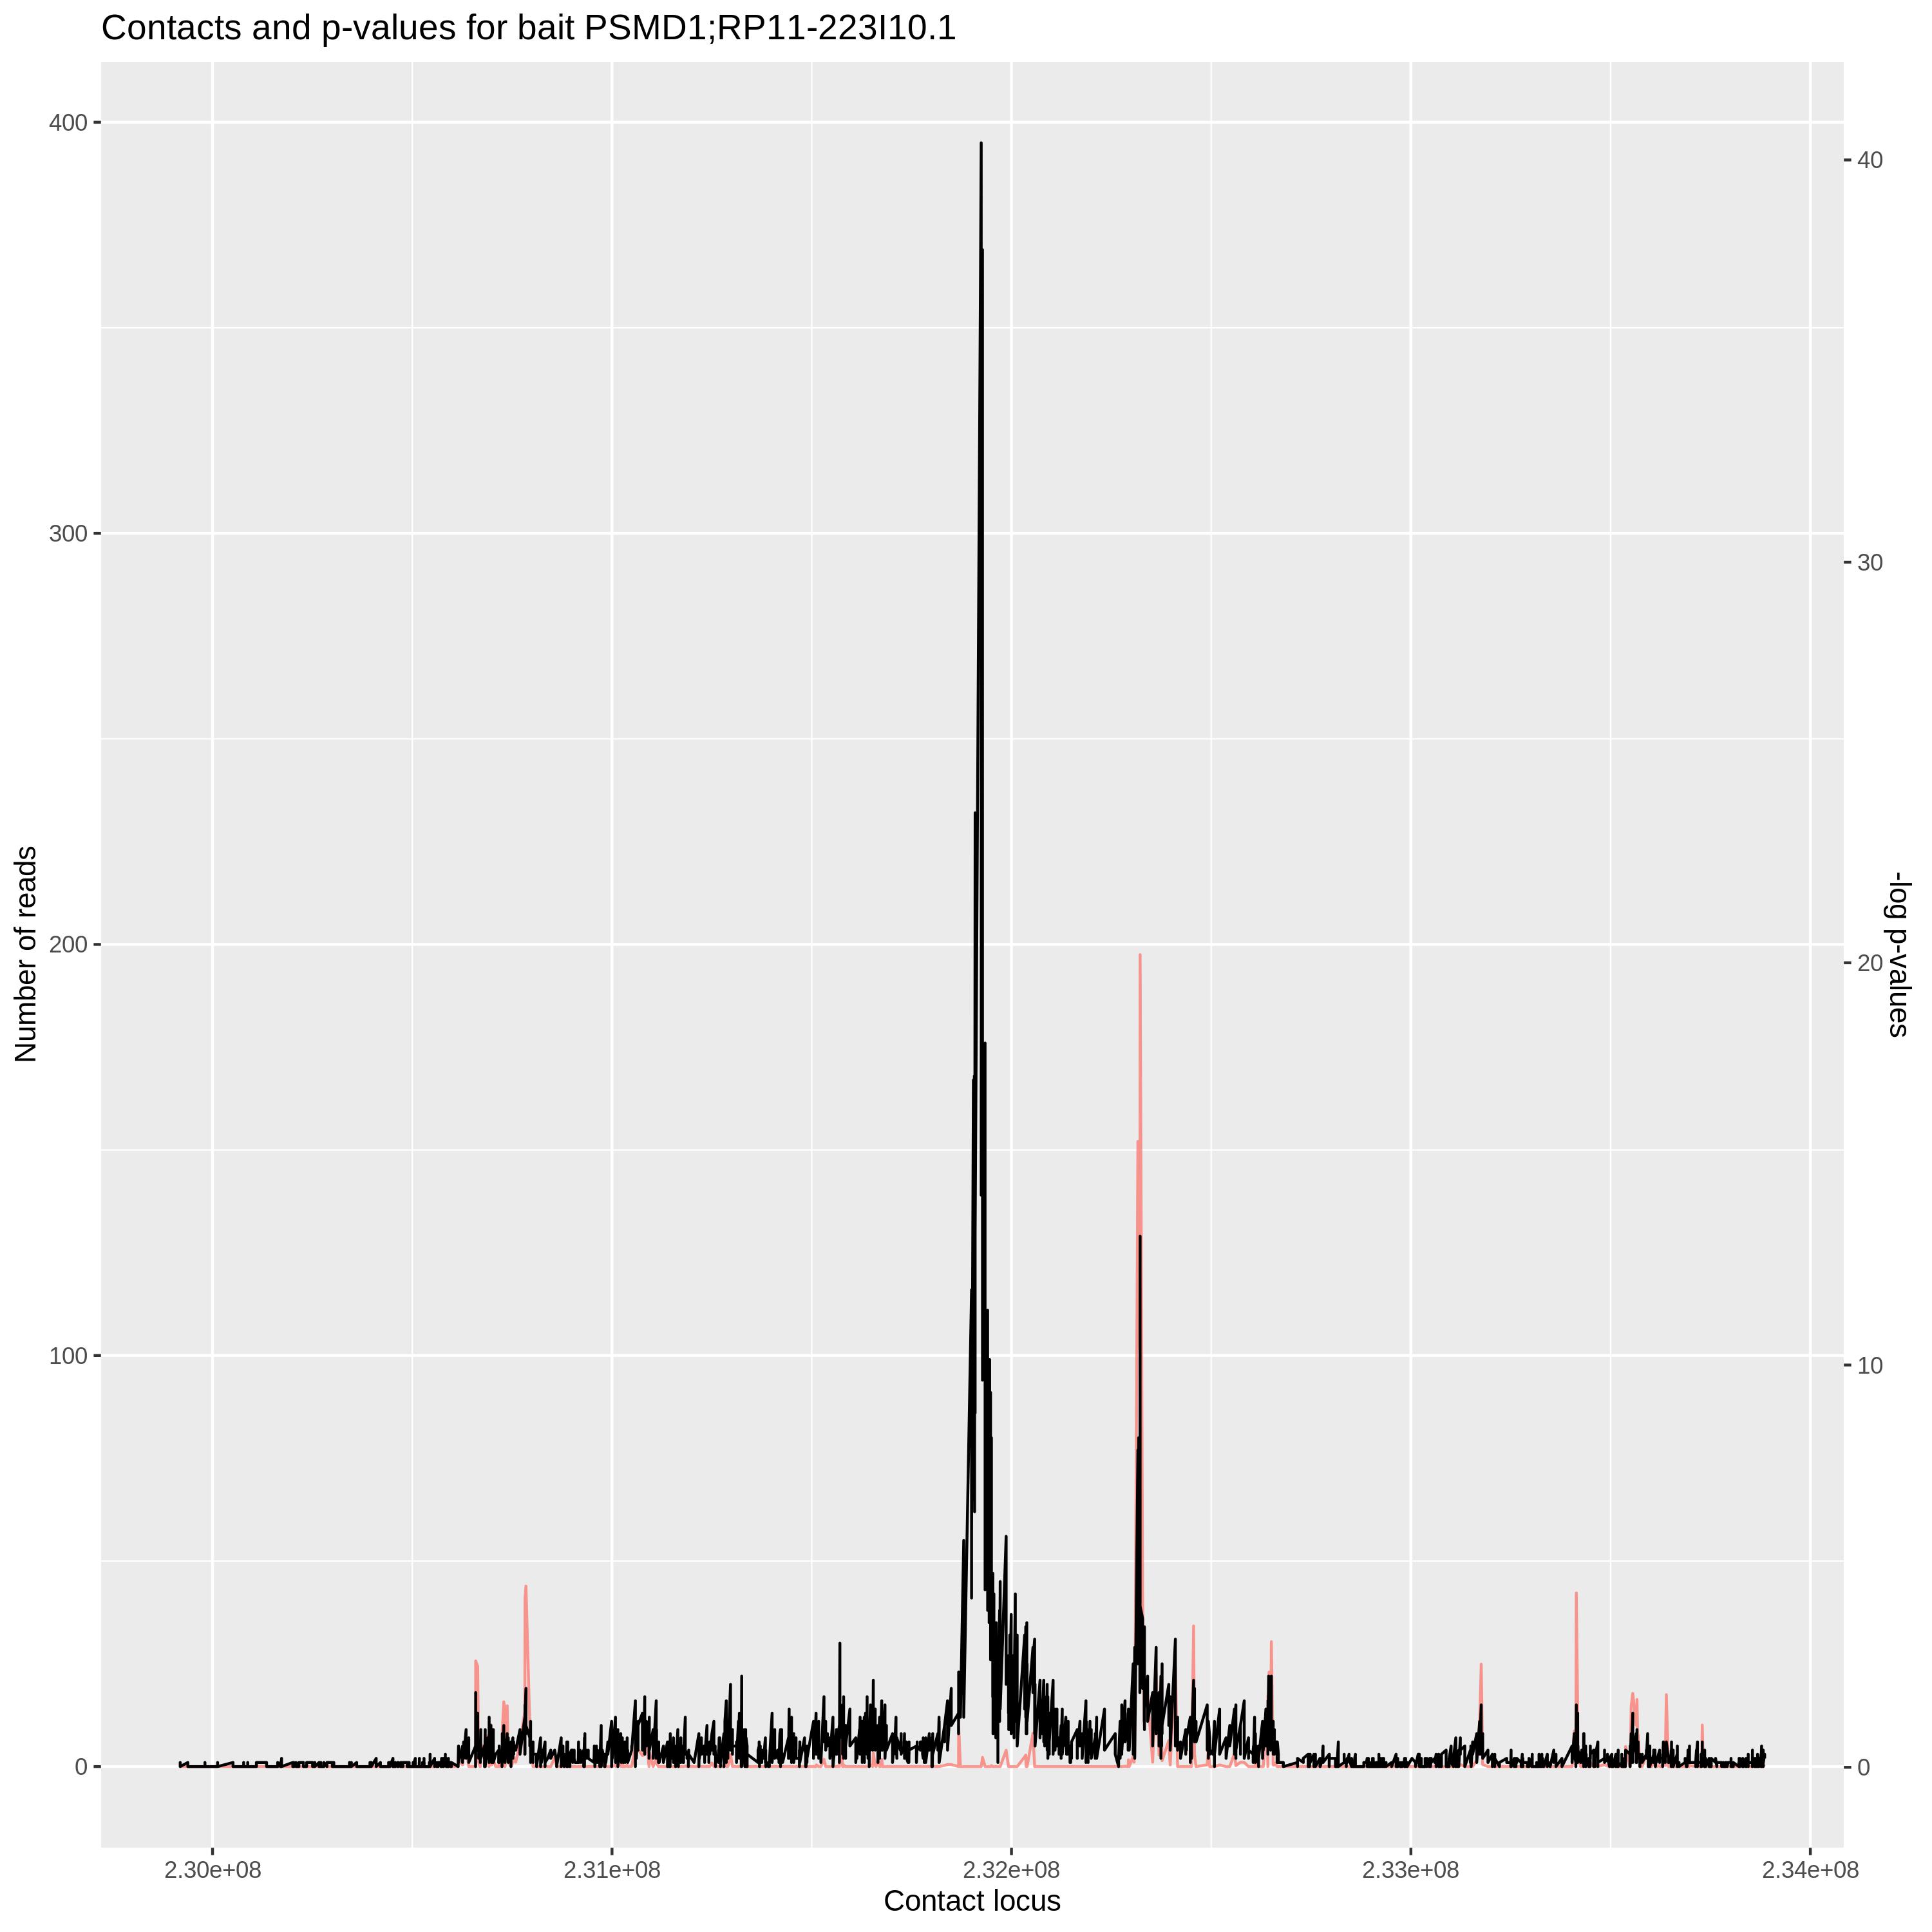 Contacts and p-values for bait PSMD1;RP11-223I10.1
400
300
200
100
0
Number of reads
40
30
20
10
0
-log p-values
2.30e+08 2.31e+08 2.32e+08 2.33e+08 2.34e+08
Contact locus